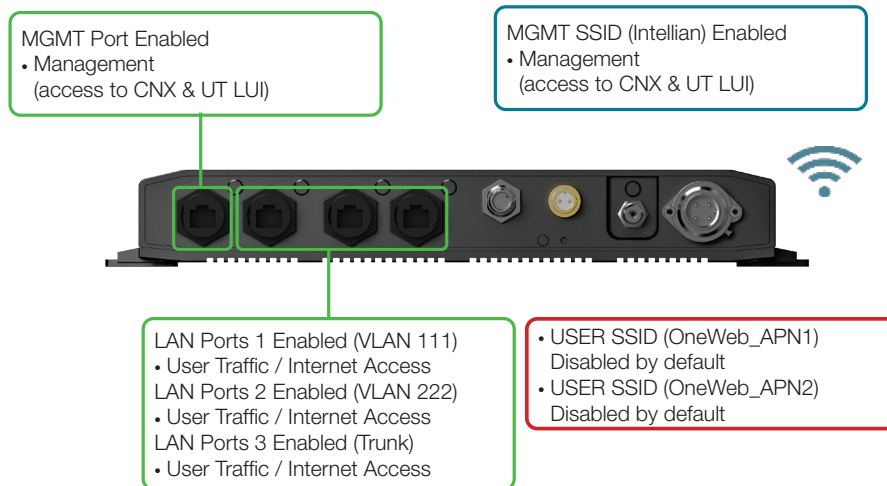 MGMT Port Enabled
• Management
(access to CNX & UT LUI)
MGMT SSID (Intellian) Enabled
• Management
(access to CNX & UT LUI)
LAN Ports 1 Enabled (VLAN 111)
• User Traffic / Internet Access
LAN Ports 2 Enabled (VLAN 222)
• User Traffic / Internet Access
LAN Ports 3 Enabled (Trunk)
• User Traffic / Internet Access
• USER SSID (OneWeb_APN1)
Disabled by default
• USER SSID (OneWeb_APN2)
Disabled by default